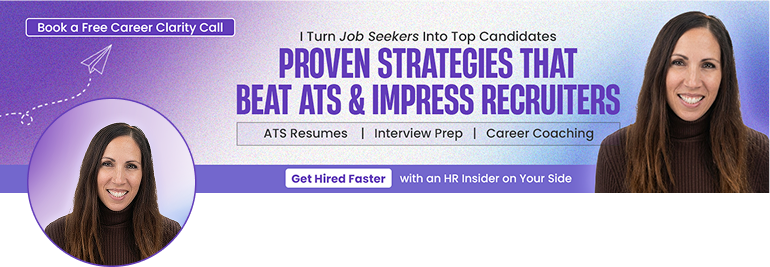 Book a Free Career Clarity Call
I Turn Job Seekers Into Top Candidates
PROVEN STRATEGIES THAT
BEAT ATS & IMPRESS RECRUITERS
ATS Resumes | Interview Prep | Career Coaching
Get Hired Faster with an HR Insider on Your Side